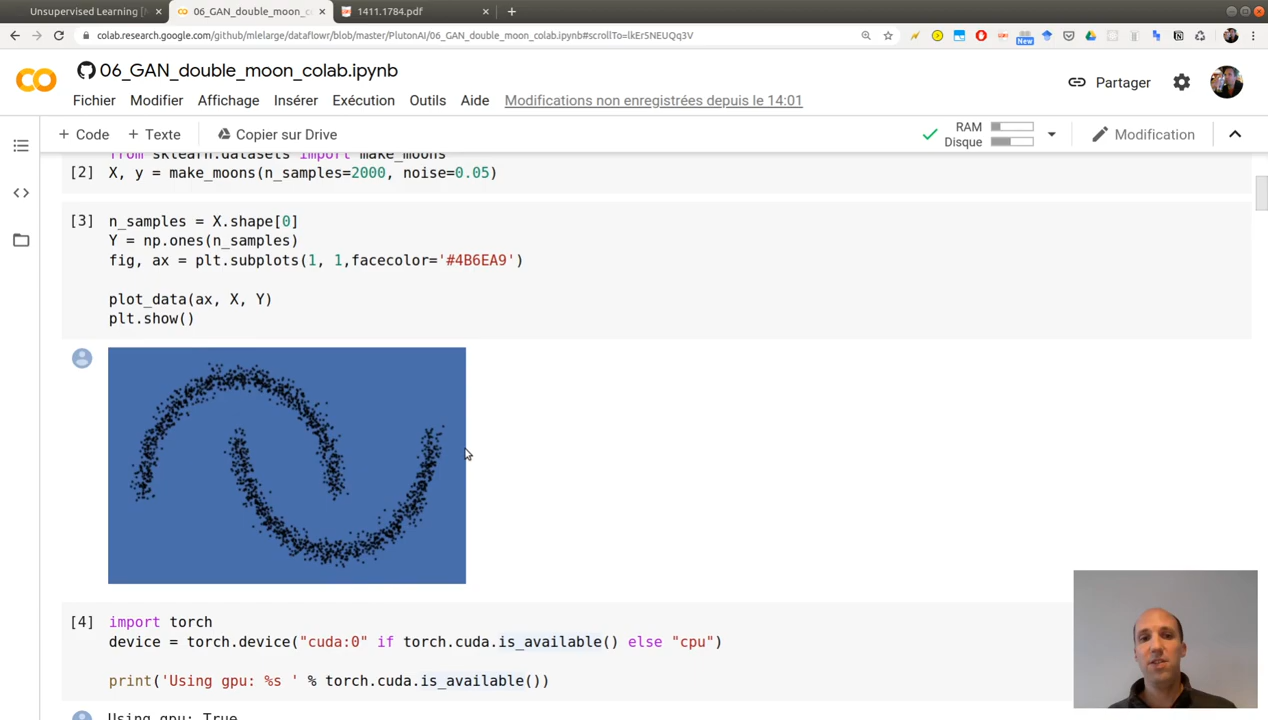 Unsupervised Learning [
06_GAN_double_moon_co
1411.1784.pdf
colab.research.google.com/github/mlelarge/dataflowr/blob/master/PlutonAI/06_GAN_double_moon_colab.ipynb#scrollTo=lkEr5NEUQq3V
New
06_GAN_double_moon_colab.ipynb
Partager
Fichier Modifier Affichage Insérer Exécution Outils Aide Modifications non enregistrées depuis le 14:01
+ Code + Texte Copier sur Drive
RAM
Disque
Modification
from sklearn.datasets import make_moons
[2] X, y = make_moons(n_samples=2000, noise=0.05)
[3] n_samples = X.shape[0]
Y = np.ones(n_samples)
fig, ax = plt.subplots(1, 1,facecolor='#4B6EA9')
plot_data(ax, X, Y)
plt.show()
[4] import torch
device = torch.device("cuda:0" if torch.cuda.is_available() else "cpu")
print('Using gpu: %s ' % torch.cuda.is_available())
Using gpu: True